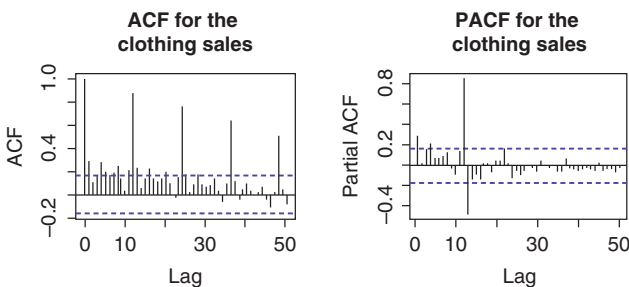 ACF for the
clothing sales
ACF
1.0
0.4
−0.2
0
10
30
50
Lag
PACF for the
clothing sales
Partial ACF
0.8
0.2
−0.4
0
10
30
50
Lag